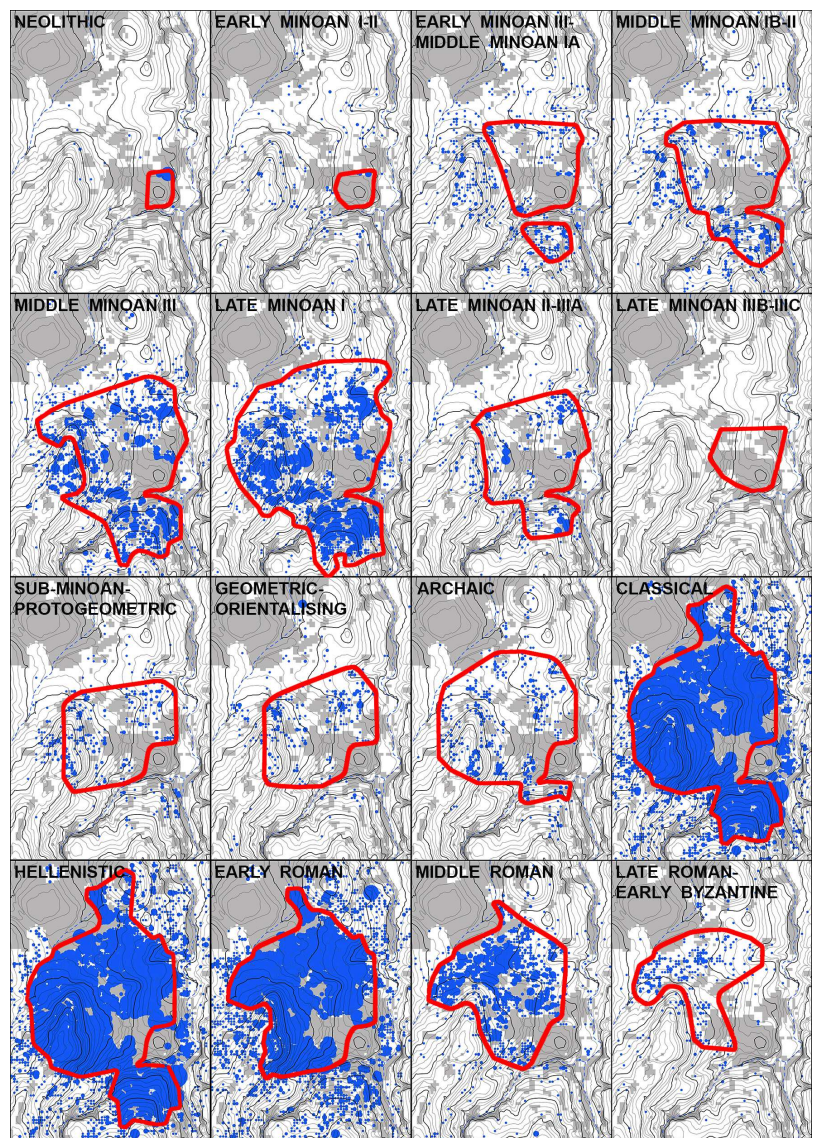 NEOLITHIC
EARLY MINOAN I-II
EARLY MINOAN III-
MIDDLE MINOAN IA
MIDDLE MINOAN IB-II
MIDDLE MINOAN III
LATE MINOAN I
LATE MINOAN II-IIIA
LATE MINOAN IIIB-IIIC
SUB-MINOAN-
PROTOGEOMETRIC
GEOMETRIC-
ORIENTALISING
ARCHAIC
CLASSICAL
HELLENISTIC
EARLY ROMAN
MIDDLE ROMAN
LATE ROMAN-
EARLY BYZANTINE